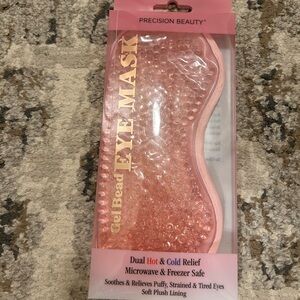 PRECISION BEAUTY
Gel Bead
EYE MASK
Dual Hot & Cold Relief
Microwave & Freezer Safe
Soothes & Relieves Puffy, Strained & Tired Eyes
Soft Plush Lining